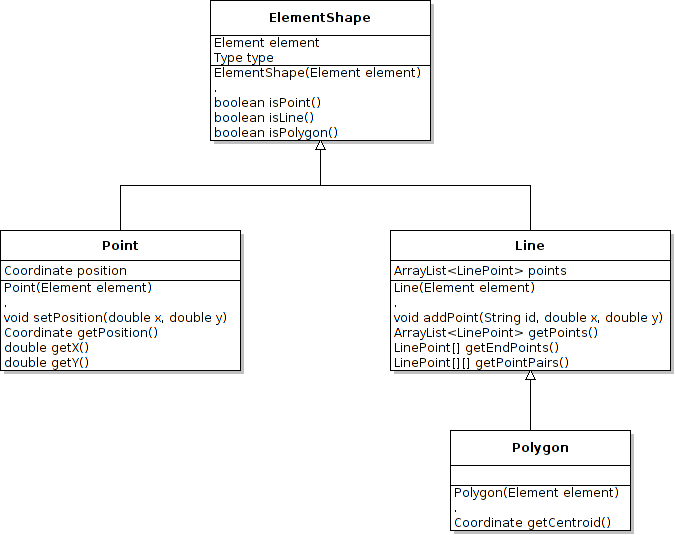 ElementShape
Element element
Type type
ElementShape(Element element)
.
boolean isPoint()
boolean isLine()
boolean isPolygon()
Point
Coordinate position
Point(Element element)
.
void setPosition(double x, double y)
Coordinate getPosition()
double getX()
double getY()
Line
ArrayList<LinePoint> points
Line(Element element)
.
void addPoint(String id, double x, double y)
ArrayList<LinePoint> getPoints()
LinePoint[] getEndPoints()
LinePoint[][] getPointPairs()
Polygon
Polygon(Element element)
.
Coordinate getCentroid()